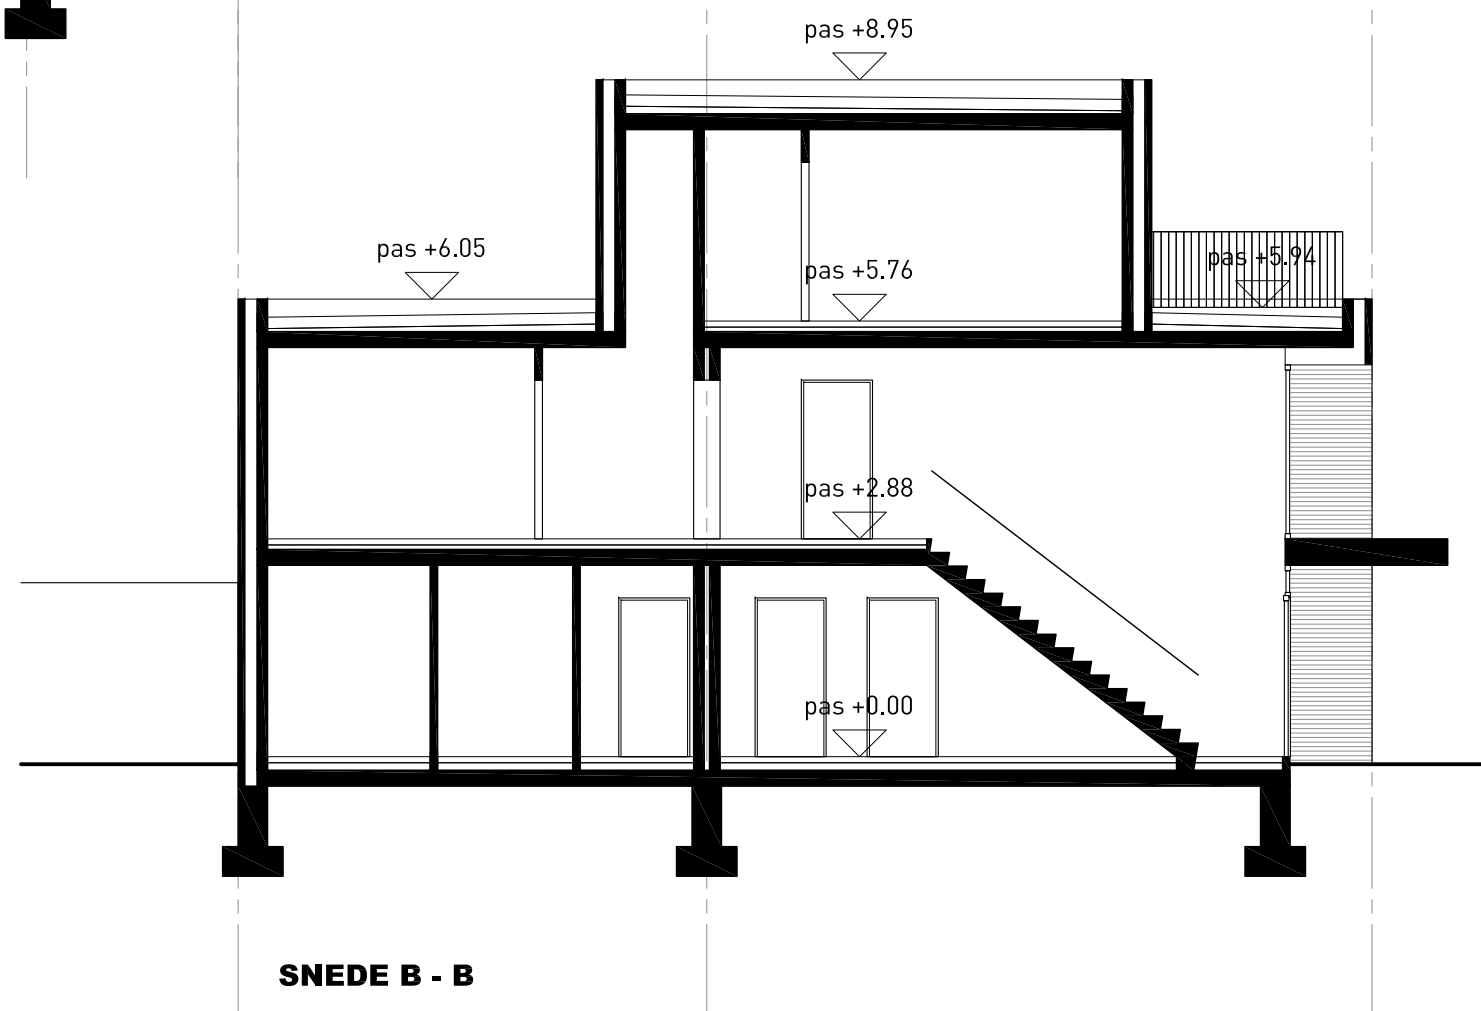 pas +8.95
pas +6.05
pas +5.76
pas +5.94
pas +2.88
pas +0.00
SNEDE B - B